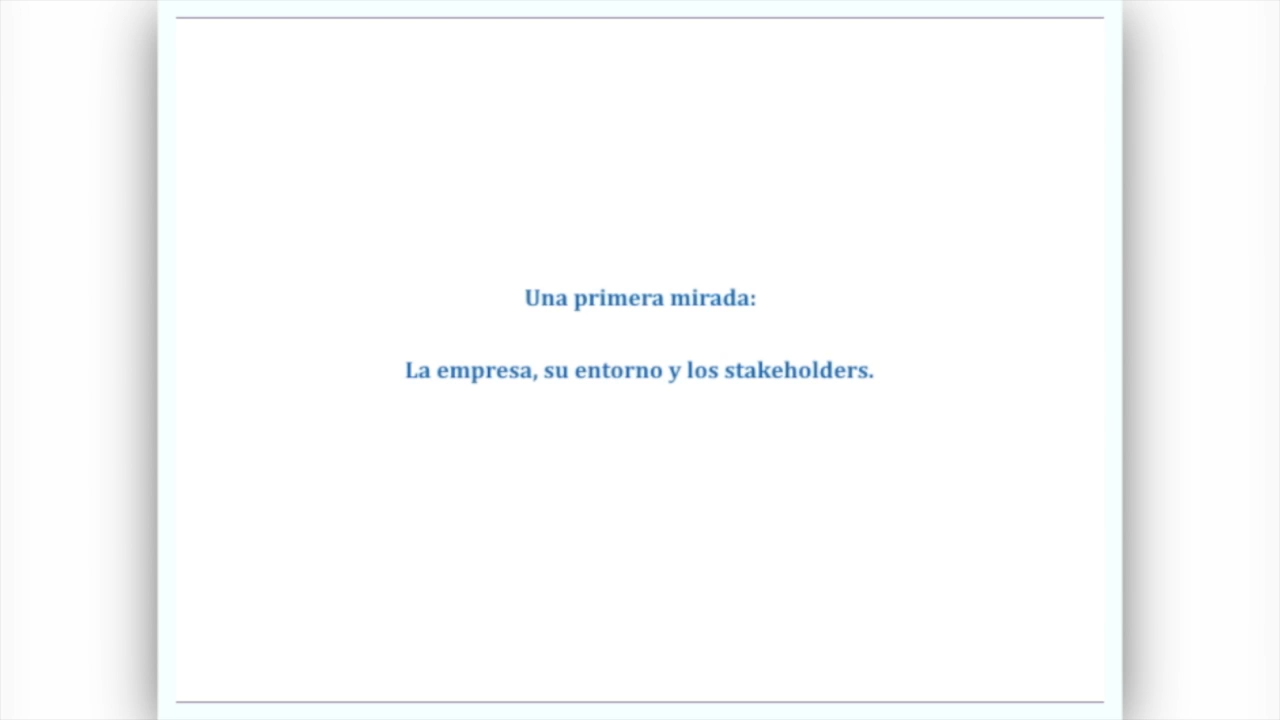 Una primera mirada:
La empresa, su entorno y los stakeholders.